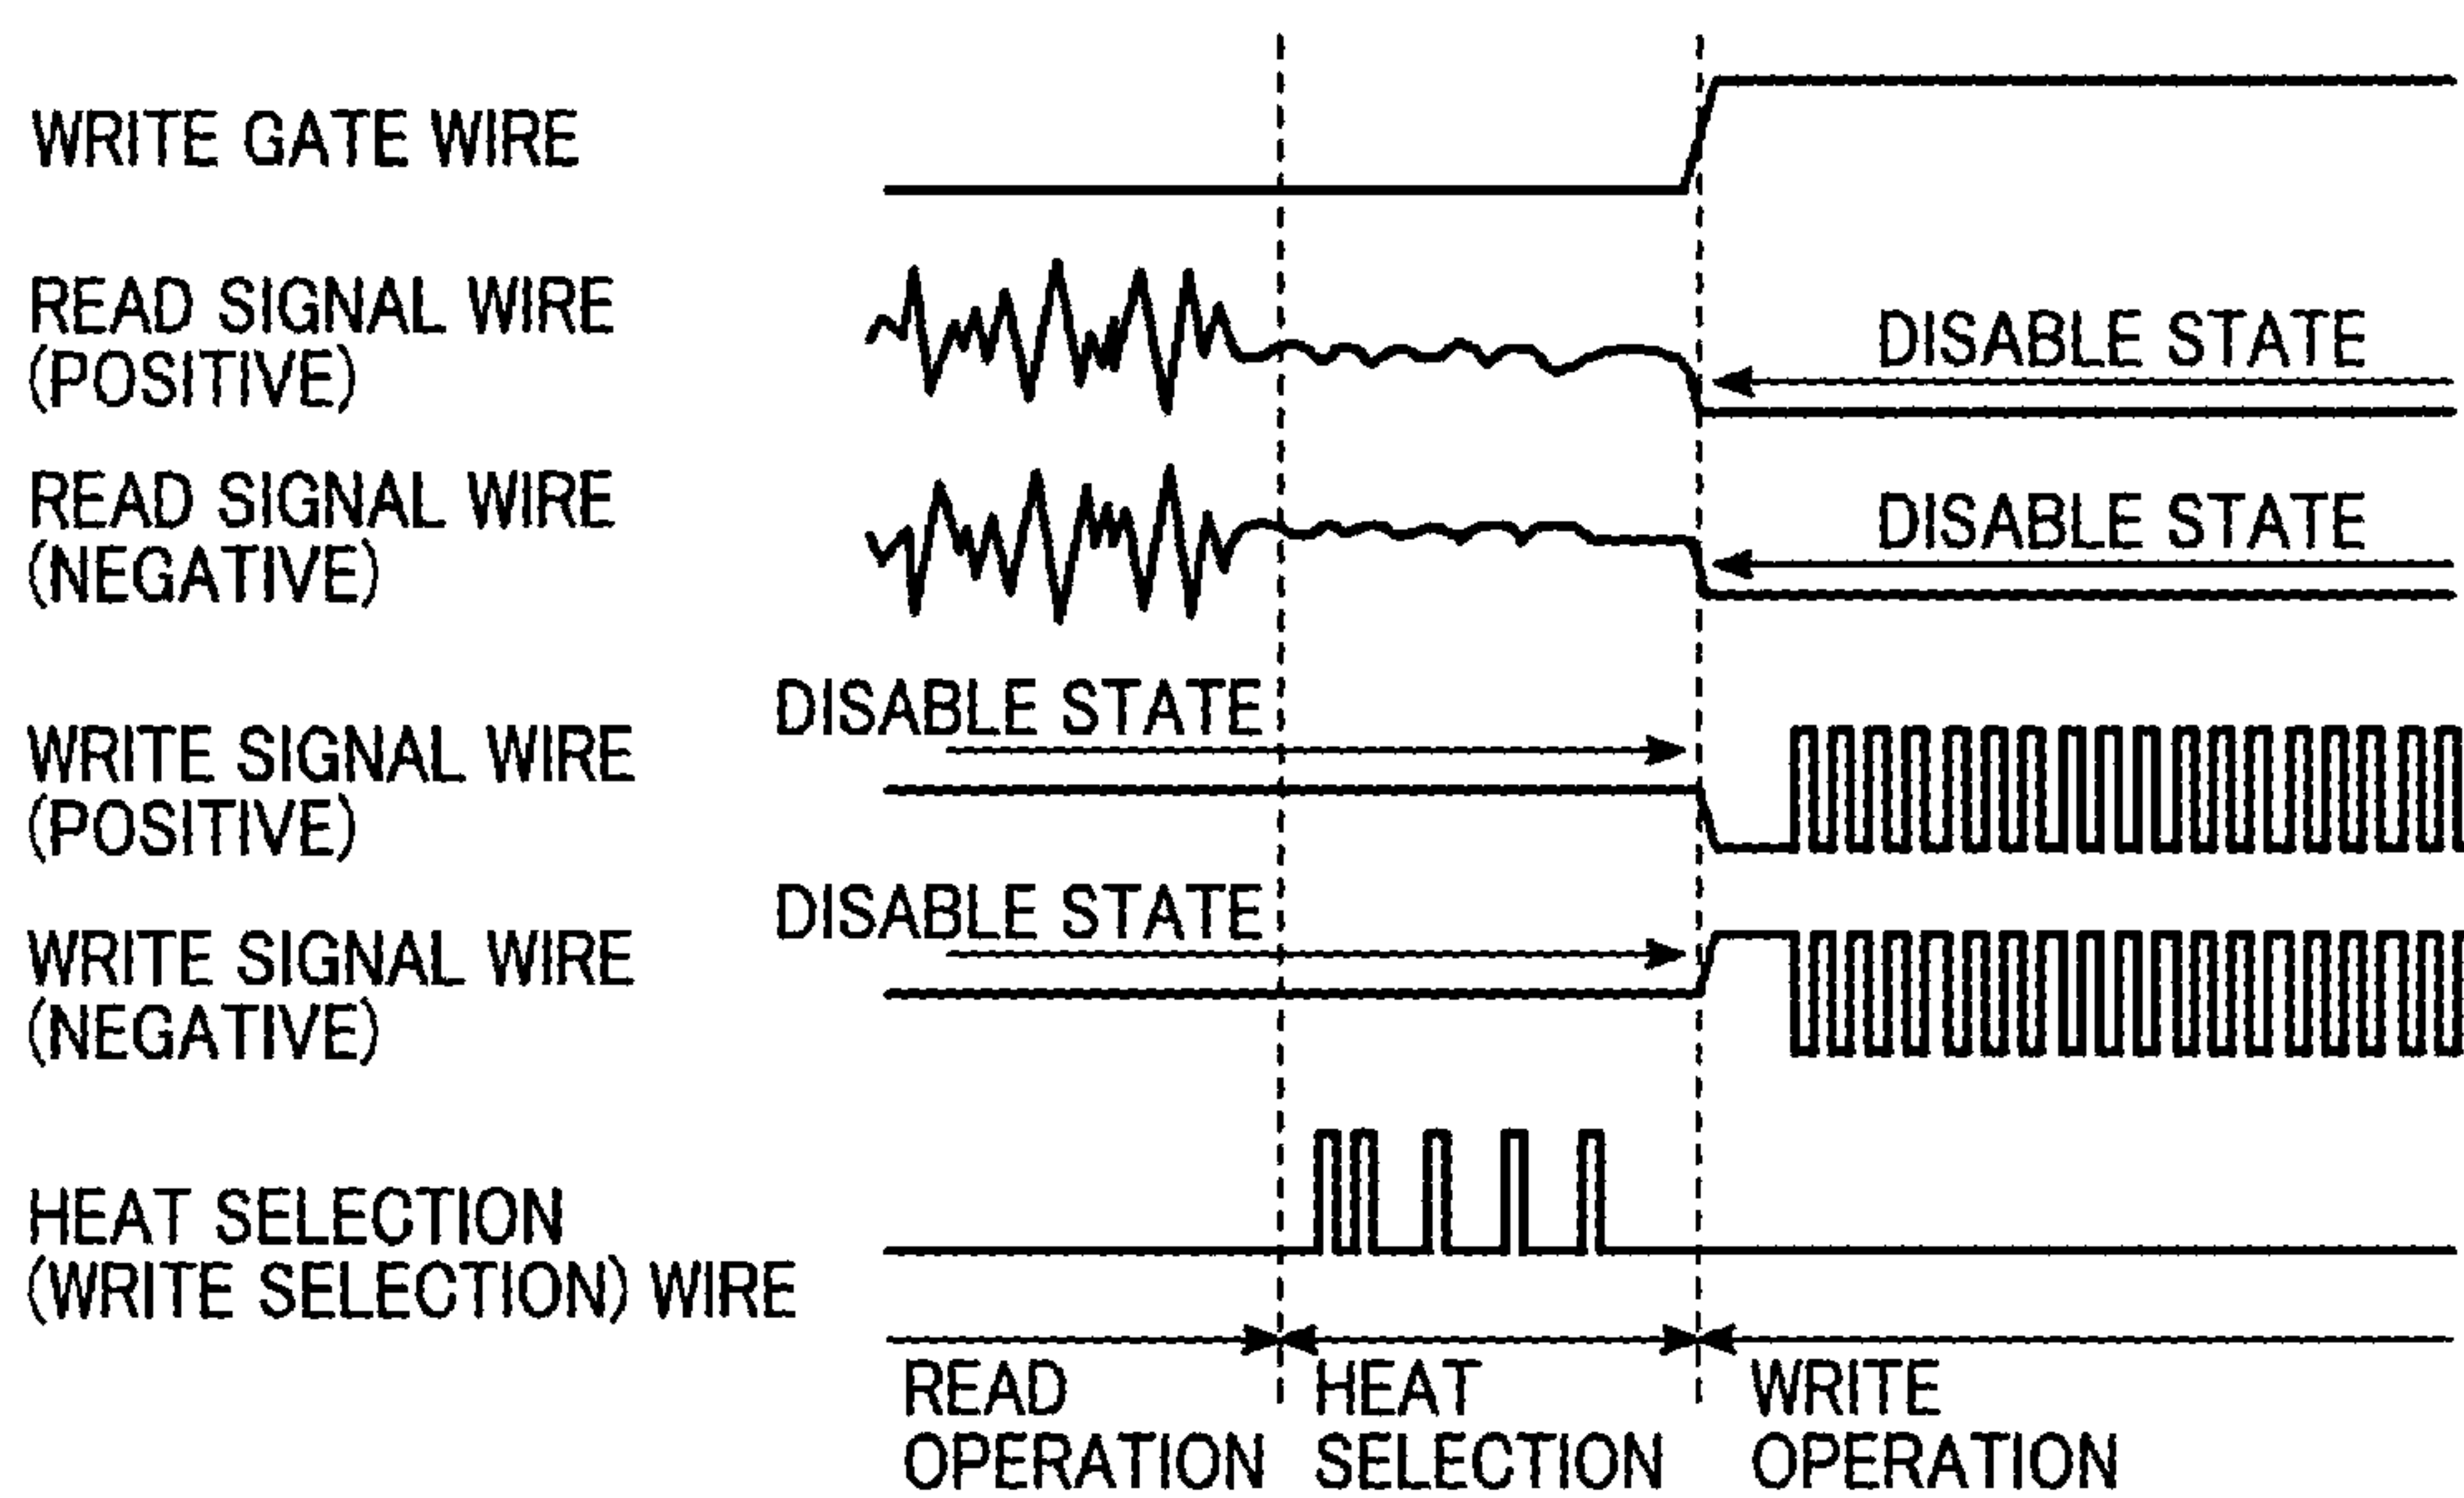 WRITE GATE WIRE
READ SIGNAL WIRE
(POSITIVE)
DISABLE STATE
READ SIGNAL WIRE
(NEGATIVE)
DISABLE STATE
DISABLE STATE
WRITE SIGNAL WIRE
(POSITIVE)
DISABLE STATE
WRITE SIGNAL WIRE
(NEGATIVE)
HEAT SELECTION
(WRITE SELECTION) WIRE
READ
OPERATION
HEAT
SELECTION
WRITE
OPERATION